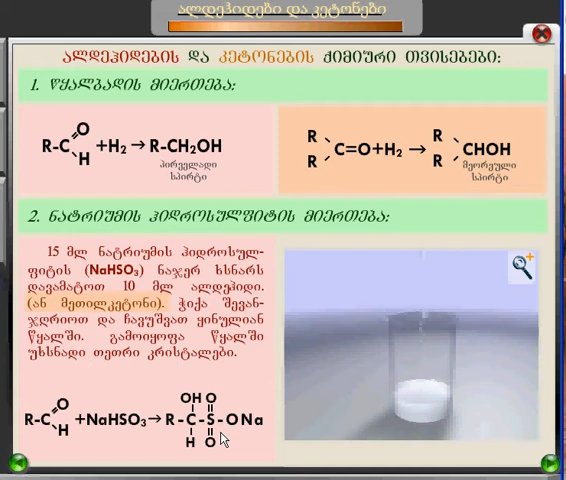 ალდეჰიდები და კეტონები
ალდეჰიდების და კეტონების ქიმიური თვისებები:
1. წყალბადის მიერთება:
R-C
O
H
+H₂→R-CH₂OH
პირველადი
სპირტი
R
R
C=O+H₂→
R
R
CHOH
მეორეული
სპირტი
2. ნატრიუმის ჰიდროსულფიტის მიერთება:
15 მლ ნატრიუმის ჰიდროსულ-
ფიტის (NaHSO₃) ნაჯერ ხსნარს
დავამატოთ 10 მლ ალდეჰიდი.
(ან მეთილკეტონი). ჭიქა შევან-
ჯღრიოთ და ჩავუშვათ ყინულიან
წყალში. გამოიყოფა წყალში
უხსნადი თეთრი კრისტალები.
R-C
O
H
+NaHSO₃→R-C-S-ONa
OH O
H O